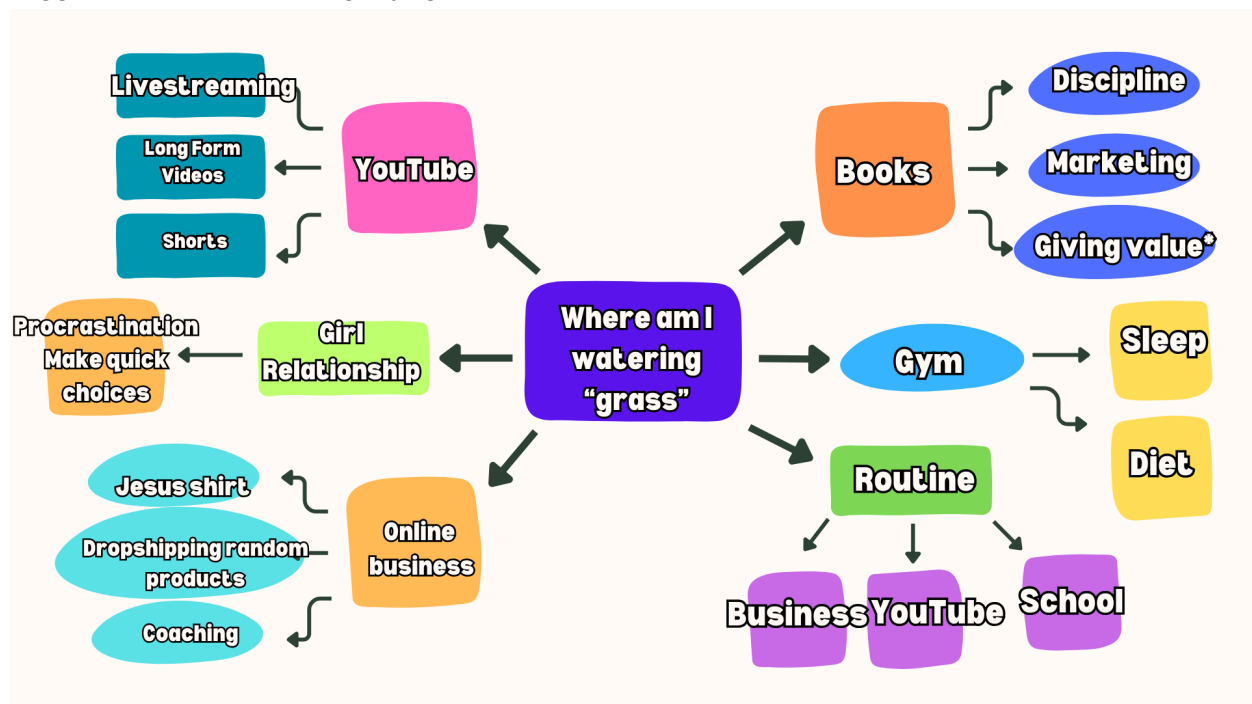 Livestreaming
Long Form
Videos
Shorts
YouTube
Books
Discipline
Marketing
Giving value*
Where am I
watering
“grass”
Girl
Relationship
Procrastination
Make quick
choices
Gym
Sleep
Diet
Online
business
Jesus shirt
Dropshipping random
products
Coaching
Routine
Business
YouTube
School